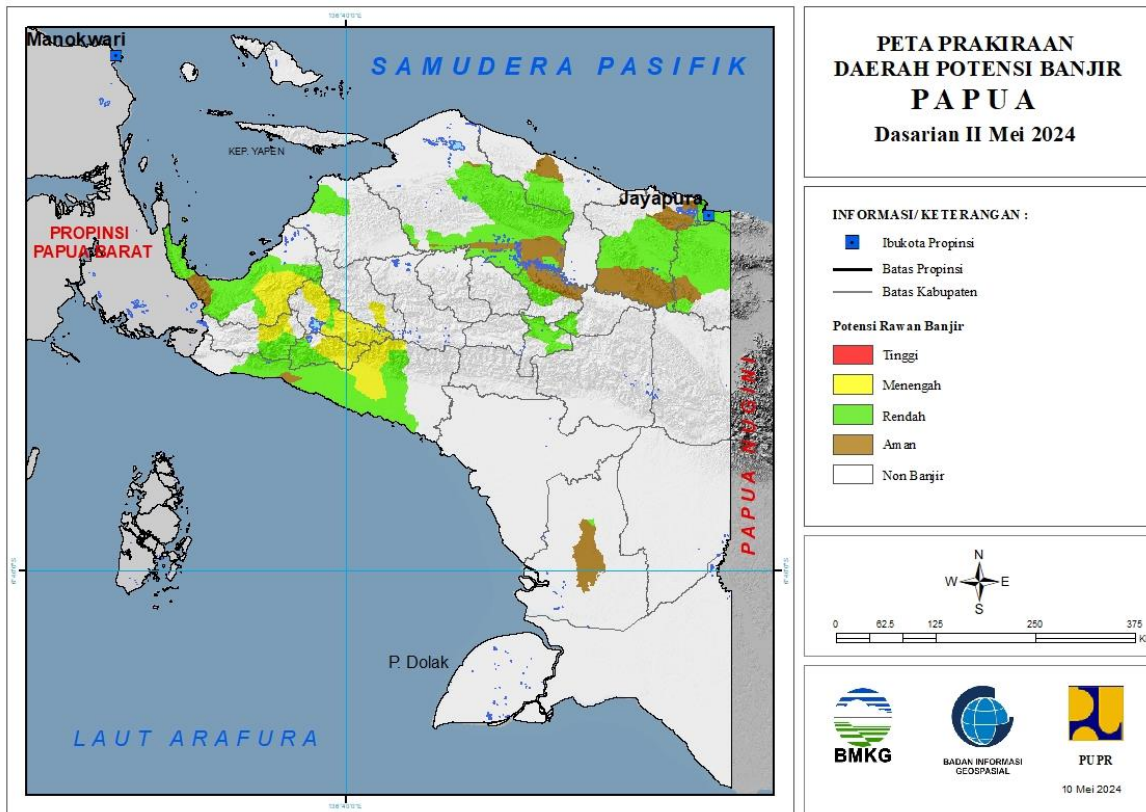 Manokwari
SAMUDERA PASIFIK
KEP. YAPEN
Jayapura
PROPINSI
PAPUA BARAT
PAPUA NUGINI
P. Dolak
LAUT ARAFURA
PETA PRAKIRAAN
DAERAH POTENSI BANJIR
PAPUA
Dasarian II Mei 2024
INFORMASI/ KETERANGAN :
Ibukota Propinsi
Batas Propinsi
Batas Kabupaten
Potensi Rawan Banjir
Tinggi
Menengah
Rendah
Aman
Non Banjir
N
W E
S
0 62.5 125 250 375
BMKG
BADAN INFORMASI
GEOSPASIAL
PUPR
10 Mei 2024